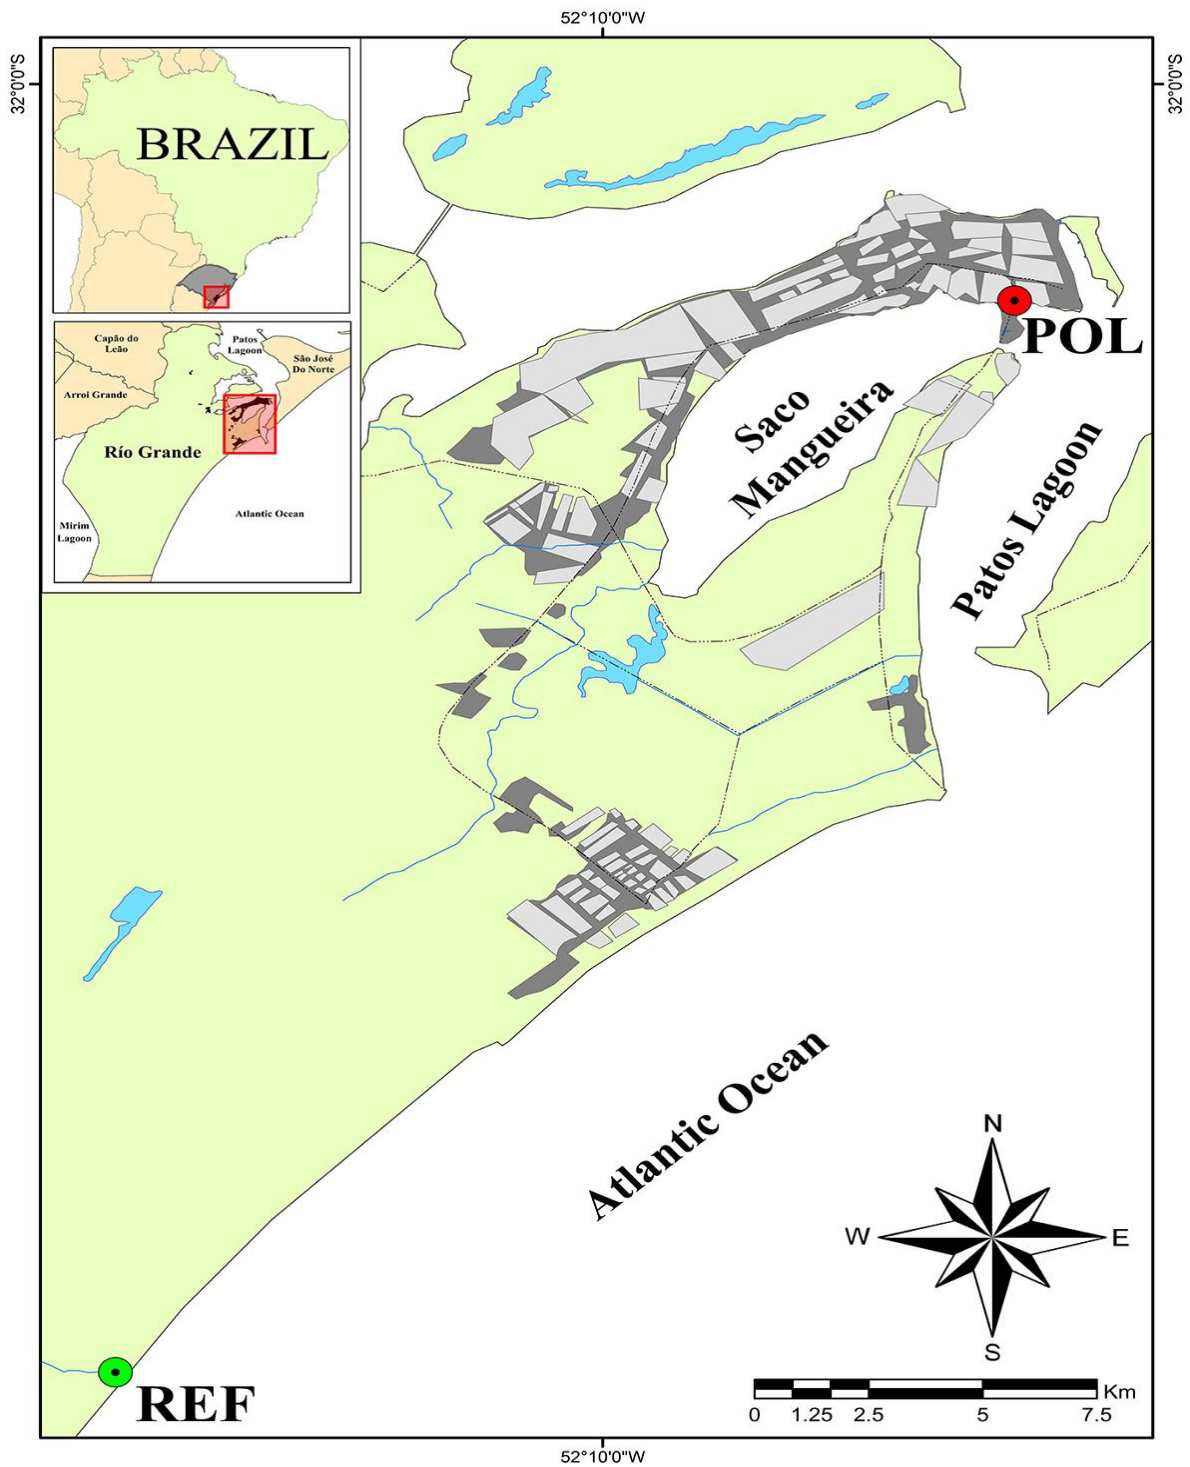 52°10'0"W
32°0'0"S
32°0'0"S
BRAZIL
Capão do
Leão
Patos
Lagoon
São José
Do Norte
Arroi Grande
Río Grande
Atlantic Ocean
Mirim
Lagoon
POL
Saco
Mangueira
Patos Lagoon
Atlantic Ocean
N
W
E
S
REF
Km
0 1.25 2.5 5 7.5
52°10'0"W